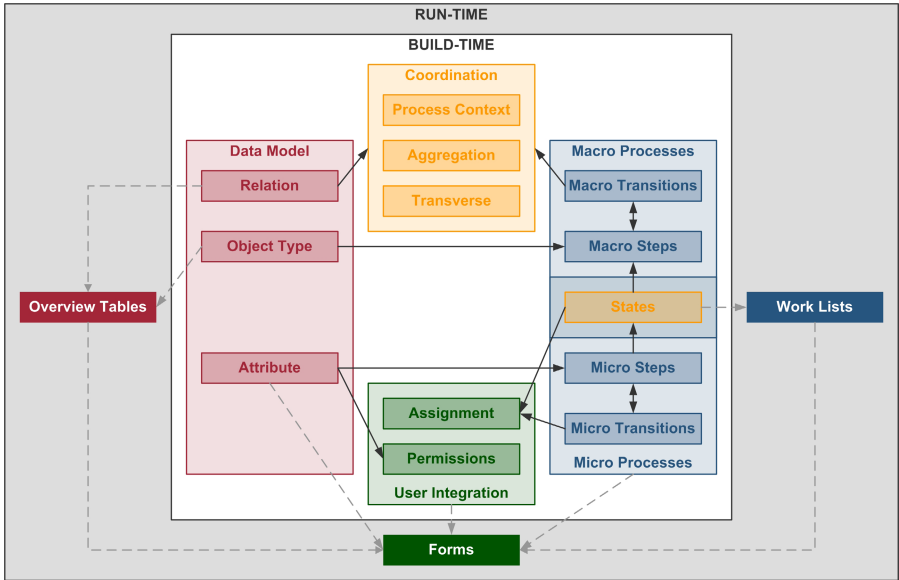 RUN-TIME
BUILD-TIME
Coordination
Process Context
Aggregation
Transverse
Data Model
Relation
Object Type
Attribute
Macro Processes
Macro Transitions
Macro Steps
States
Micro Steps
Micro Transitions
Micro Processes
Overview Tables
Work Lists
Assignment
Permissions
User Integration
Forms